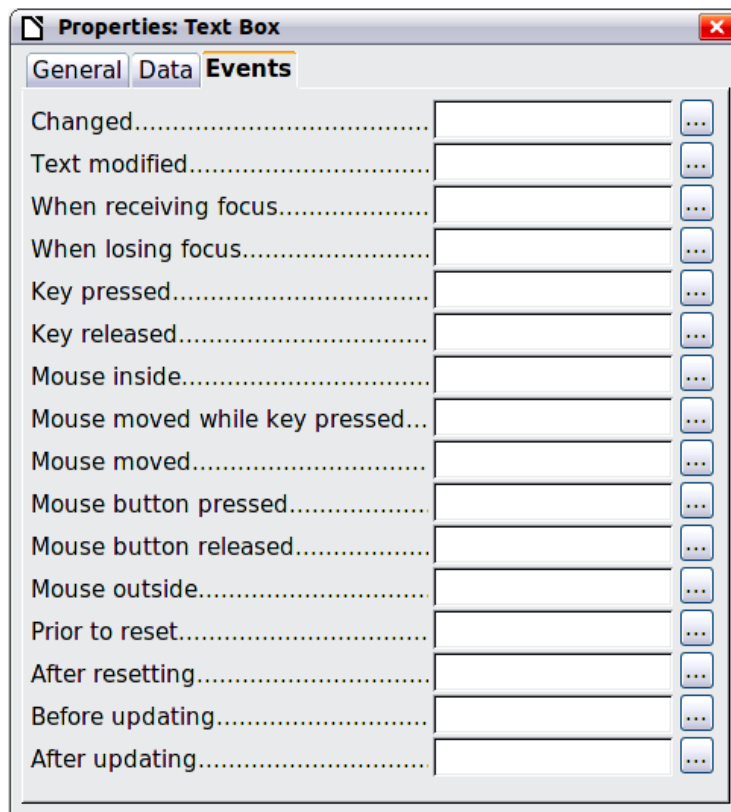 Properties: Text Box
General Data Events
Changed....................................... ...
Text modified................................ ...
When receiving focus.................... ...
When losing focus......................... ...
Key pressed.................................. ...
Key released................................. ...
Mouse inside................................. ...
Mouse moved while key pressed... ...
Mouse moved............................... ...
Mouse button pressed................... ...
Mouse button released.................. ...
Mouse outside.............................. ...
Prior to reset................................. ...
After resetting............................... ...
Before updating............................ ...
After updating............................... ...